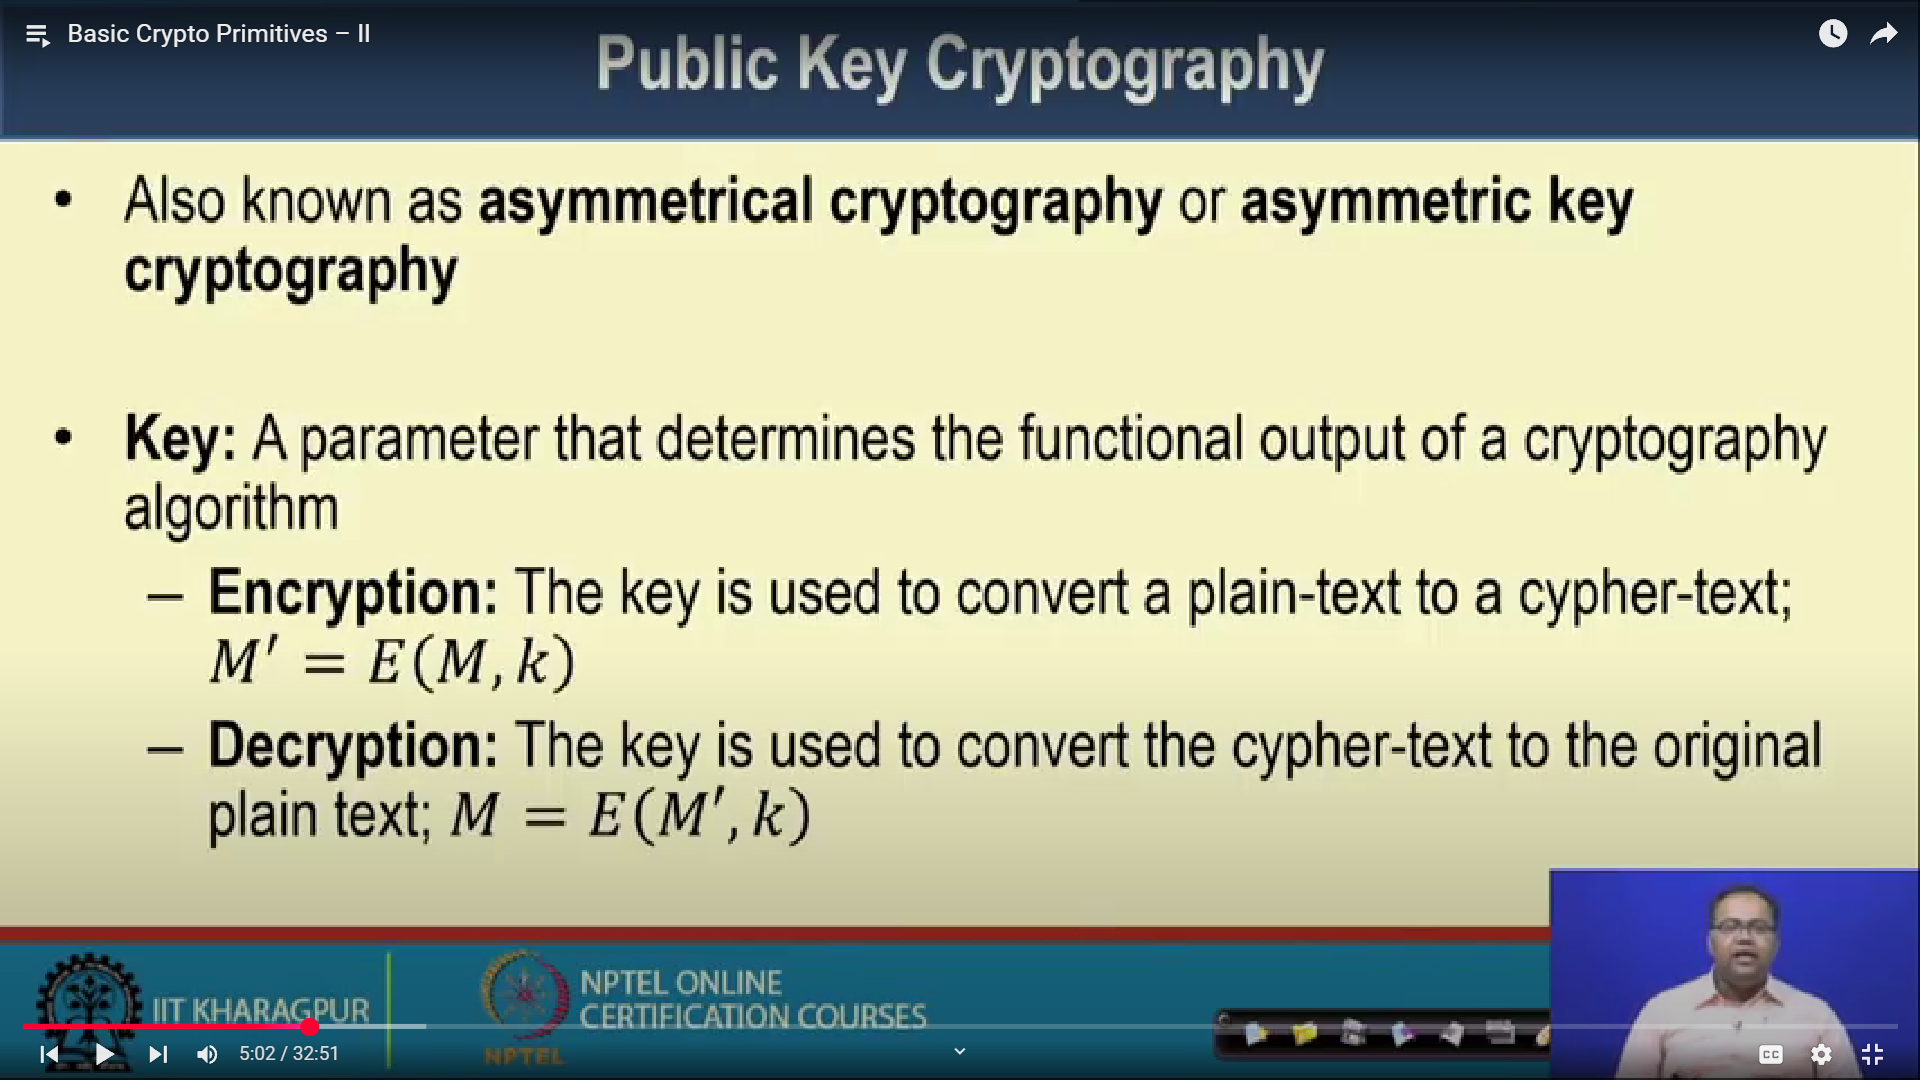 Basic Crypto Primitives – II
Public Key Cryptography
• Also known as asymmetrical cryptography or asymmetric key
cryptography
• Key: A parameter that determines the functional output of a cryptography
algorithm
– Encryption: The key is used to convert a plain-text to a cypher-text;
M′ = E(M, k)
– Decryption: The key is used to convert the cypher-text to the original
plain text; M = E(M′, k)
IIT KHARAGPUR
NPTEL ONLINE
CERTIFICATION COURSES
NPTEL
5:02 / 32:51
CC